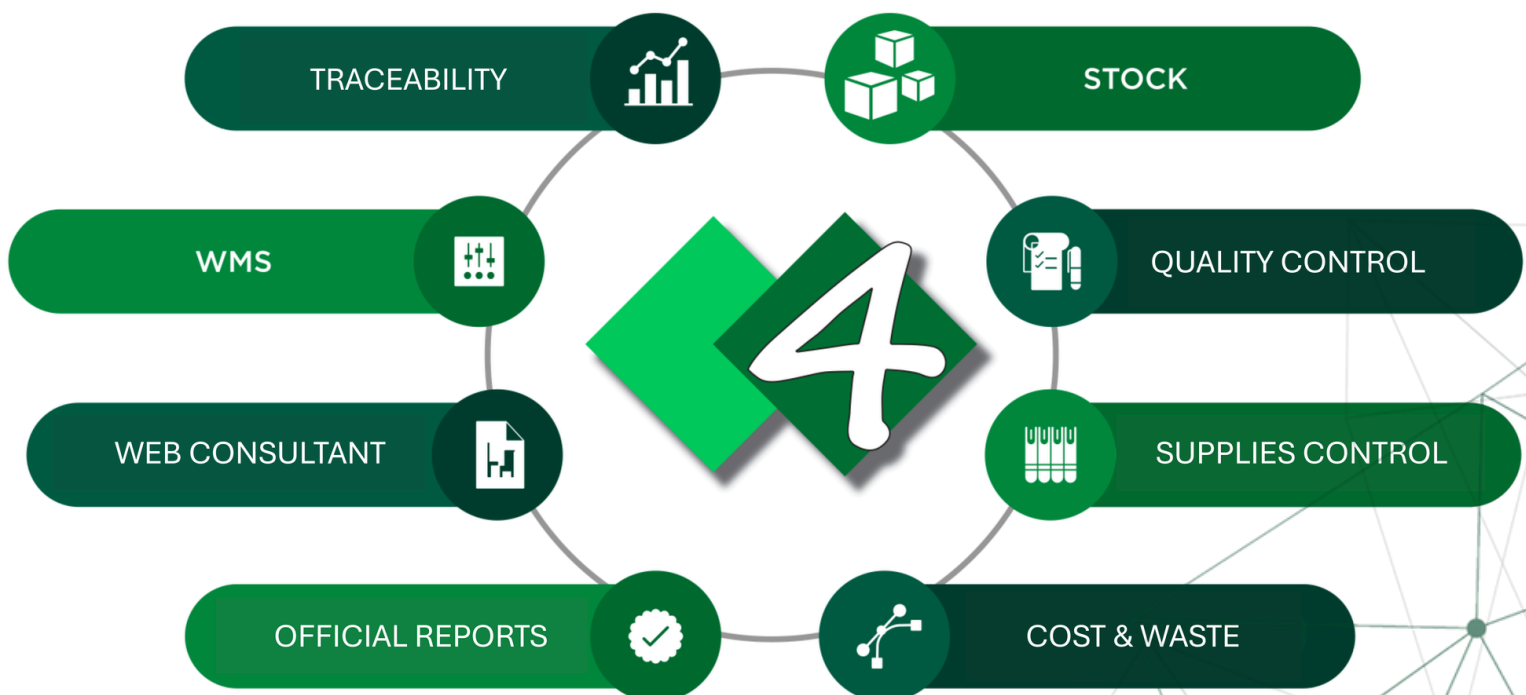 TRACEABILITY
STOCK
WMS
QUALITY CONTROL
4
WEB CONSULTANT
SUPPLIES CONTROL
OFFICIAL REPORTS
COST & WASTE